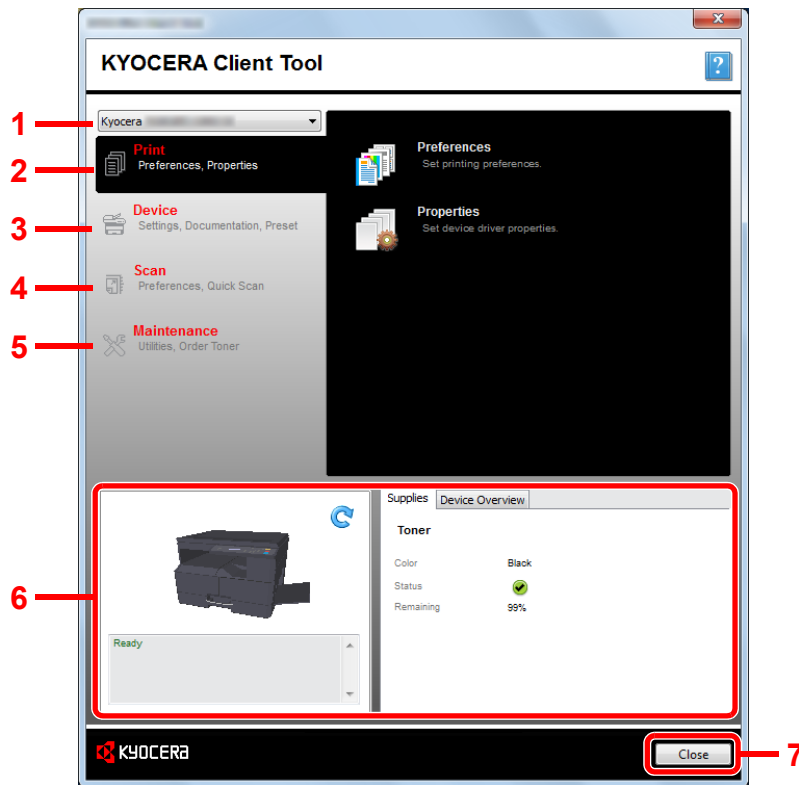 KYOCERA Client Tool
?
1
Kyocera
2
Print
Preferences, Properties
3
Device
Settings, Documentation, Preset
4
Scan
Preferences, Quick Scan
5
Maintenance
Utilities, Order Toner
Preferences
Set printing preferences.
Properties
Set device driver properties.
6
Ready
Supplies
Device Overview
Toner
Color Black
Status
Remaining 99%
KYOCERA
Close
7